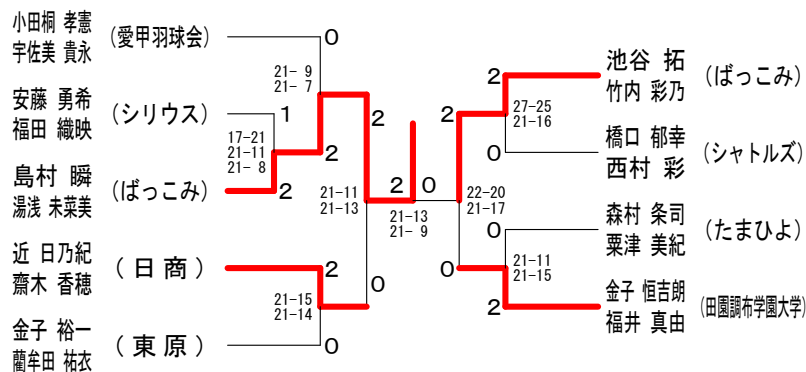 小田桐 孝憲
宇佐美 貴永
(愛甲羽球会)
0
21- 9
21- 7
安藤 勇希
福田 織映
(シリウス)
1
17-21
21-11
21- 8
2
島村 瞬
湯浅 未菜美
(ばっこみ)
2
2
21-11
21-13
近 日乃紀
齋木 香穂
(日商)
2
21-15
21-14
0
金子 裕一
藺牟田 祐衣
(東原)
0
2
0
21-13
21- 9
池谷 拓
竹内 彩乃
(ばっこみ)
2
27-25
21-16
2
橋口 郁幸
西村 彩
(シャトルズ)
0
22-20
21-17
森村 条司
粟津 美紀
(たまひよ)
0
21-11
21-15
0
金子 恒吉朗
福井 真由
(田園調布学園大学)
2